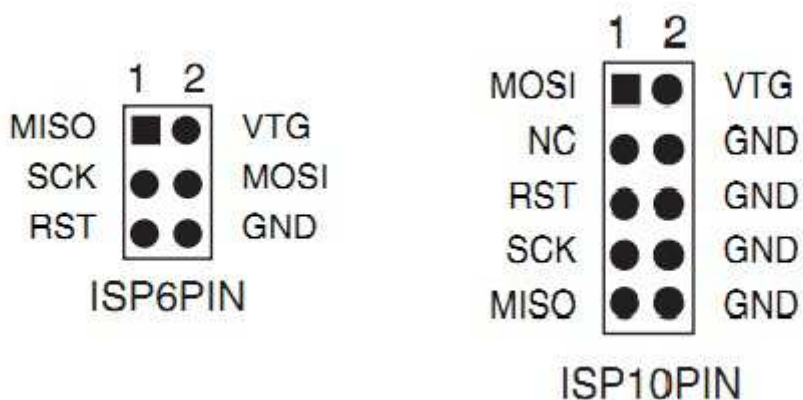 1 2
MISO VTG
SCK MOSI
RST GND
ISP6PIN
1 2
MOSI VTG
NC GND
RST GND
SCK GND
MISO GND
ISP10PIN